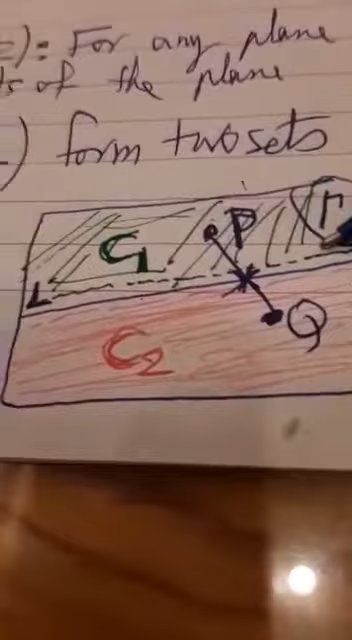 =): For any plane
of the plane
) form two sets
P
r
C1
L
Q
C2